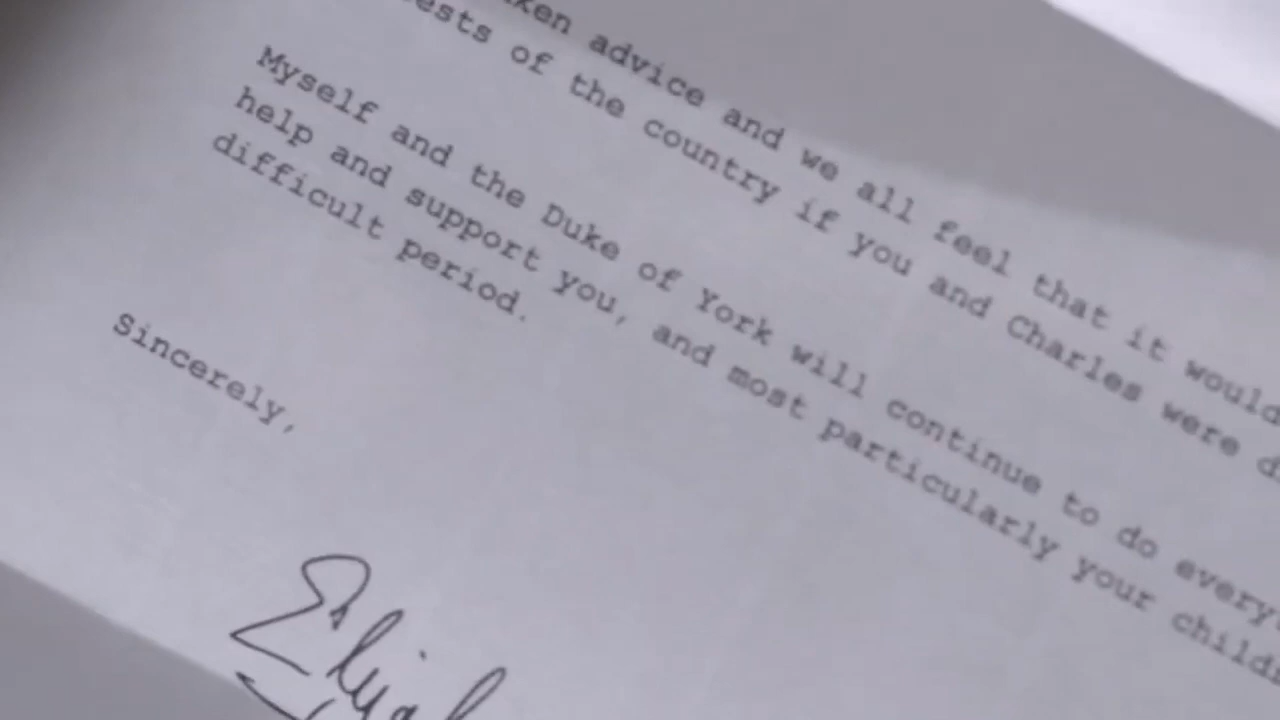 advice and we all feel that it would
of the country if you and Charles were
Myself and the Duke of York will continue to do
help and support you, and most particularly your
difficult period.
Sincerely,